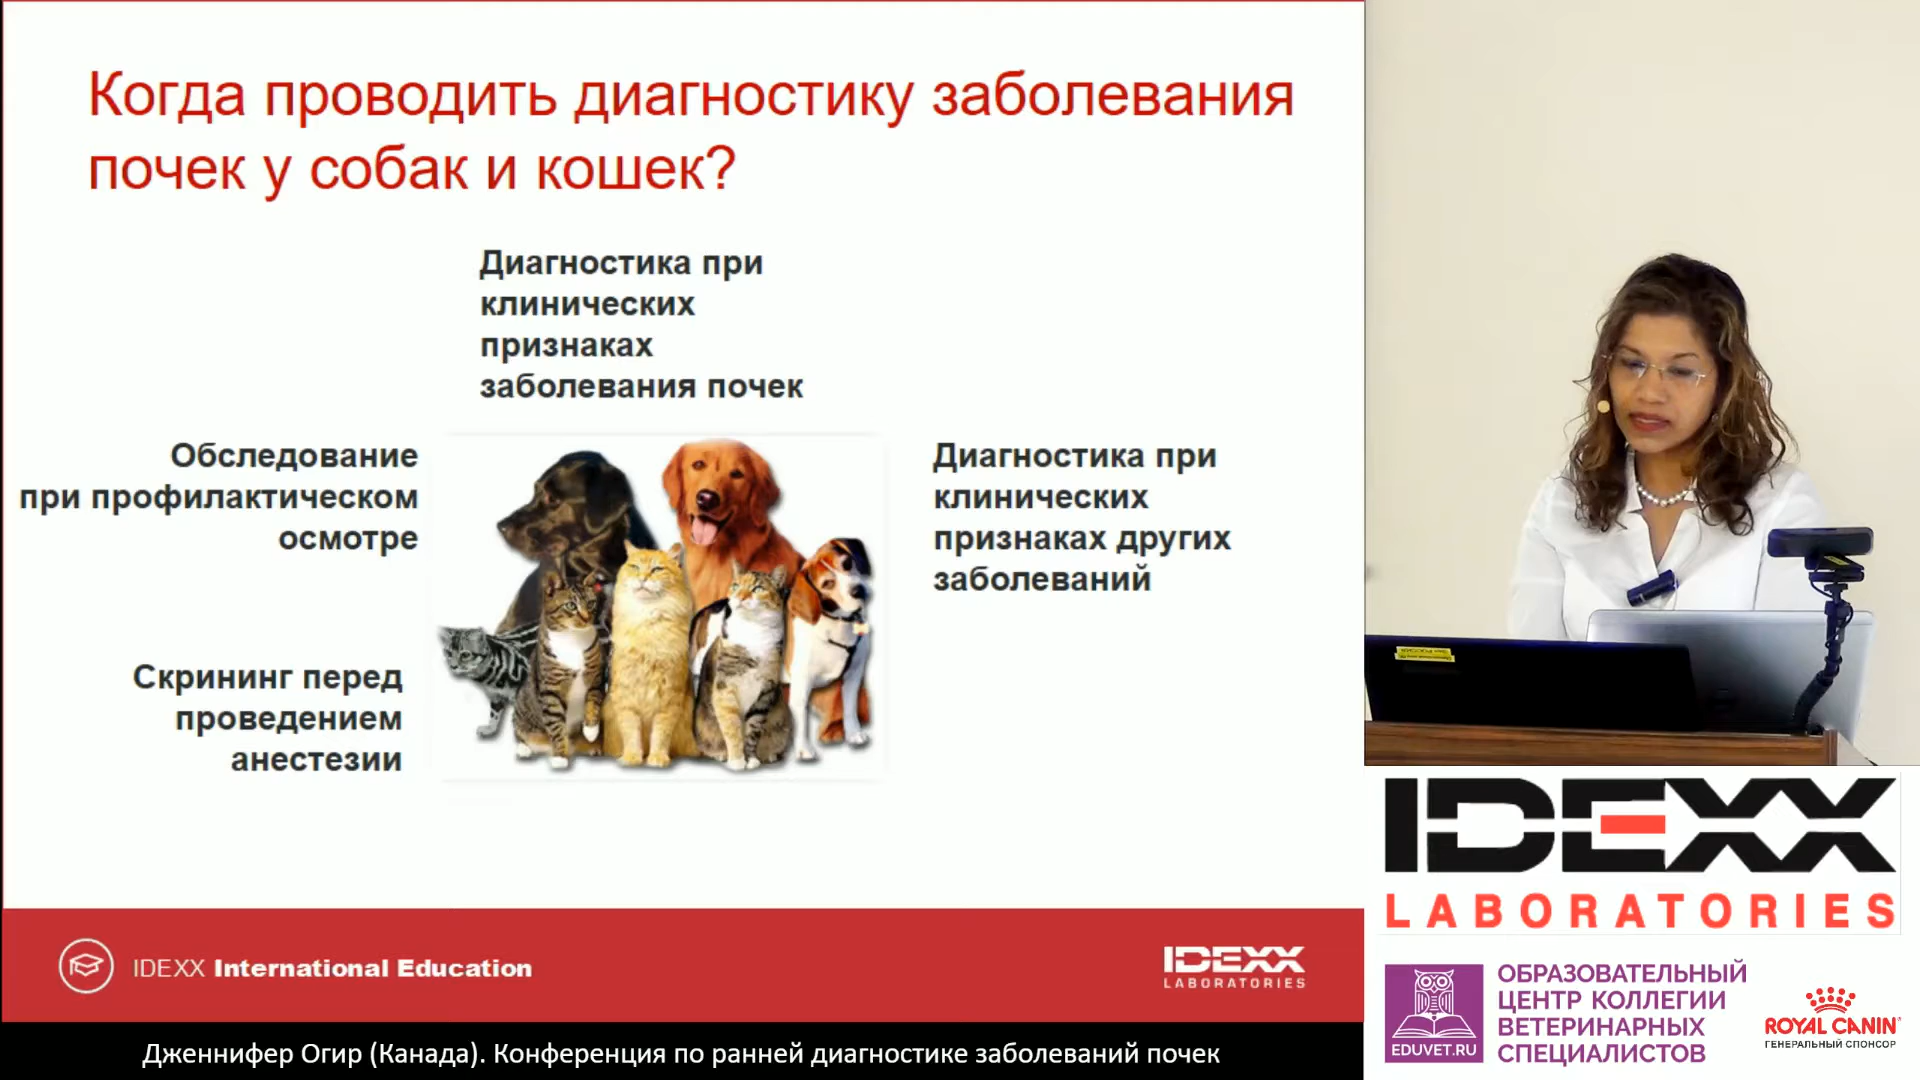 Когда проводить диагностику заболевания
почек у собак и кошек?
Диагностика при
клинических
признаках
заболевания почек
Обследование
при профилактическом
осмотре
Диагностика при
клинических
признаках других
заболеваний
Скрининг перед
проведением
анестезии
IDEXX International Education
IDEXX
LABORATORIES
Дженнифер Огир (Канада). Конференция по ранней диагностике заболеваний почек
IDEXX
LABORATORIES
EDUVET.RU
ОБРАЗОВАТЕЛЬНЫЙ
ЦЕНТР КОЛЛЕГИИ
ВЕТЕРИНАРНЫХ
СПЕЦИАЛИСТОВ
ROYAL CANIN
ГЕНЕРАЛЬНЫЙ СПОНСОР